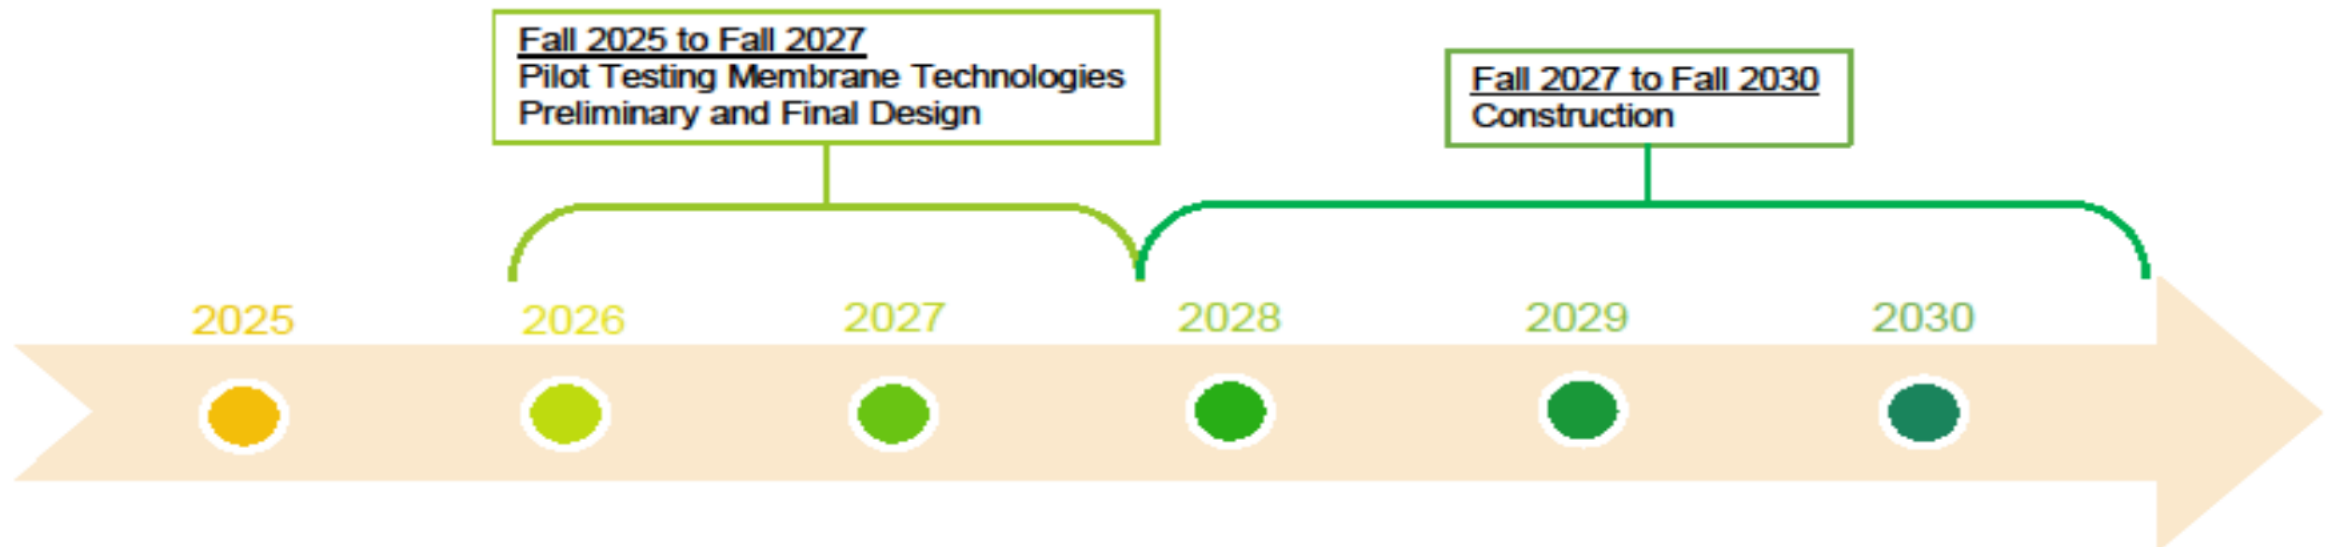 Fall 2025 to Fall 2027
Pilot Testing Membrane Technologies
Preliminary and Final Design
Fall 2027 to Fall 2030
Construction
2025
2026
2027
2028
2029
2030